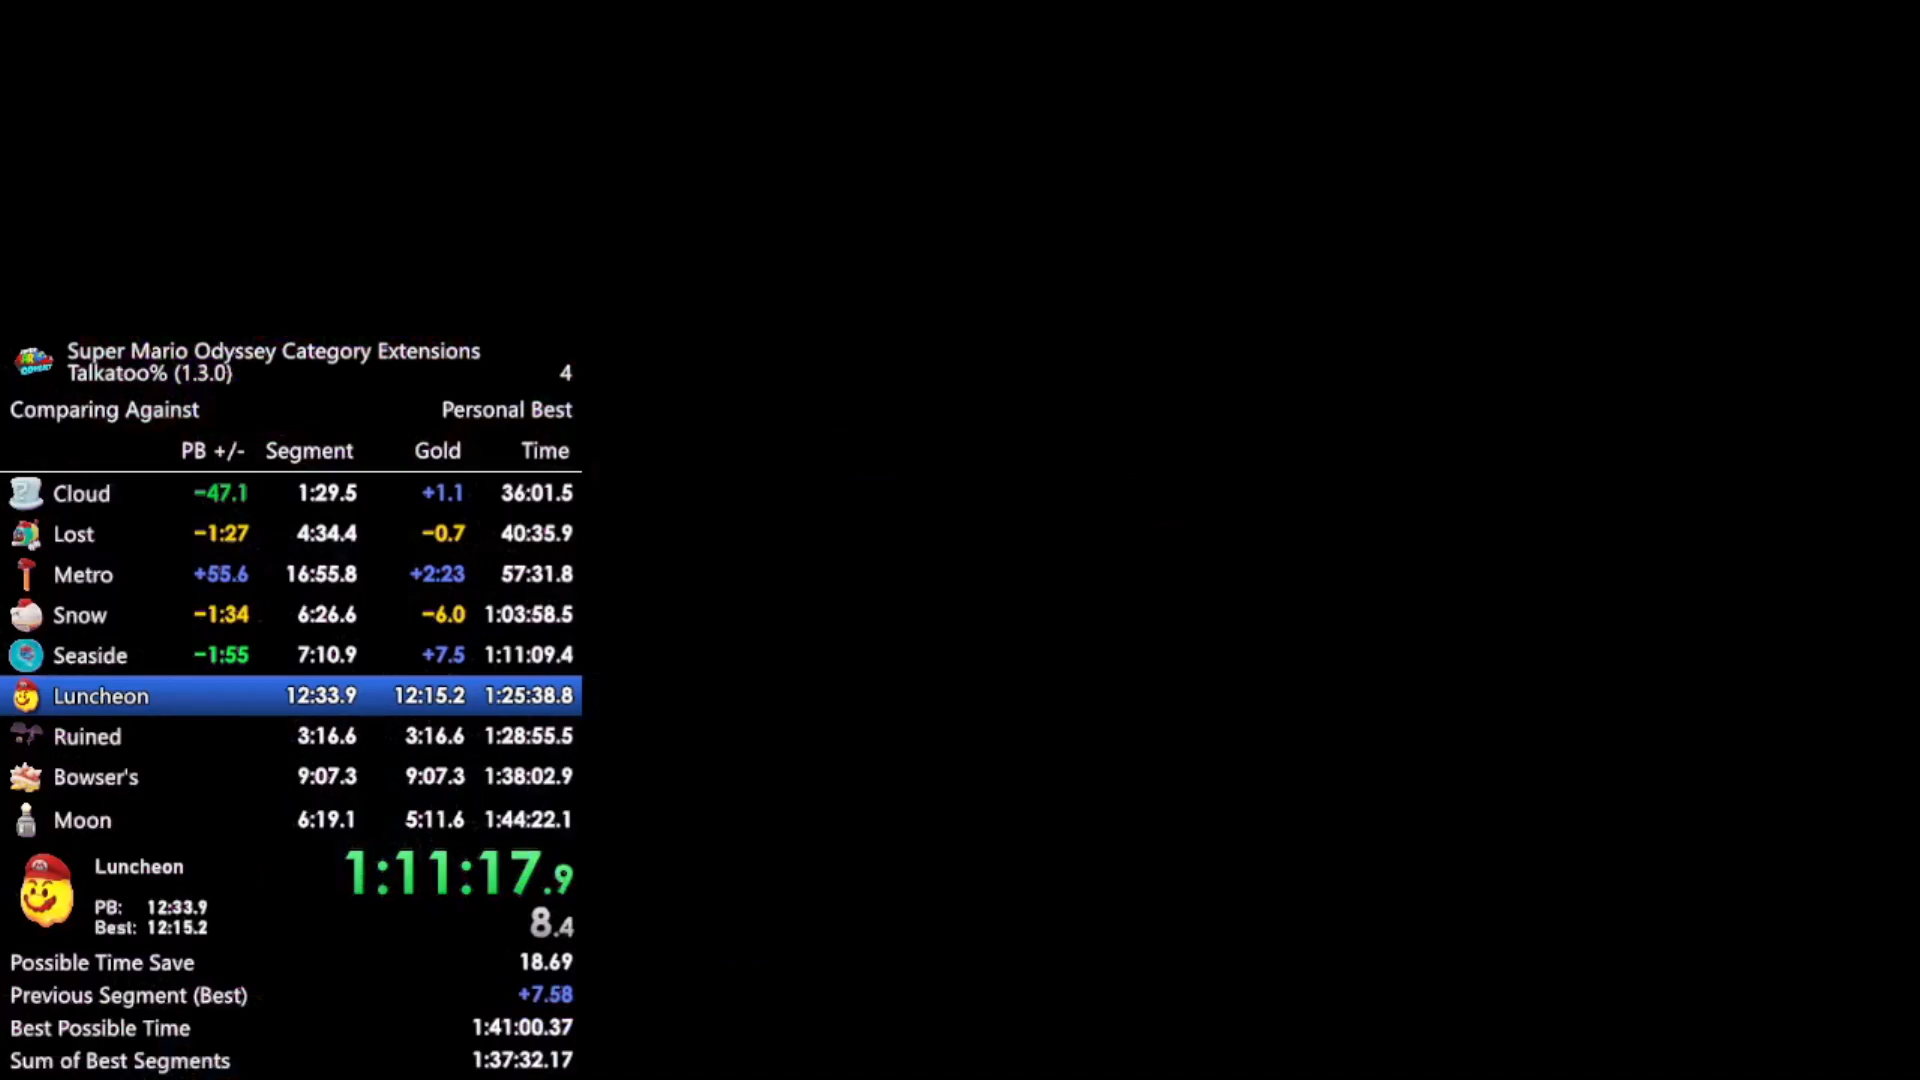 Super Mario Odyssey Category Extensions
Talkatoo% (1.3.0) 4
Comparing Against Personal Best
PB +/- Segment Gold Time
Cloud −47.1 1:29.5 +1.1 36:01.5
Lost −1:27 4:34.4 −0.7 40:35.9
Metro +55.6 16:55.8 +2:23 57:31.8
Snow −1:34 6:26.6 −6.0 1:03:58.5
Seaside −1:55 7:10.9 +7.5 1:11:09.4
Luncheon 12:33.9 12:15.2 1:25:38.8
Ruined 3:16.6 3:16.6 1:28:55.5
Bowser's 9:07.3 9:07.3 1:38:02.9
Moon 6:19.1 5:11.6 1:44:22.1
Luncheon 1:11:17.9
PB: 12:33.9 8.4
Best: 12:15.2
Possible Time Save 18.69
Previous Segment (Best) +7.58
Best Possible Time 1:41:00.37
Sum of Best Segments 1:37:32.17